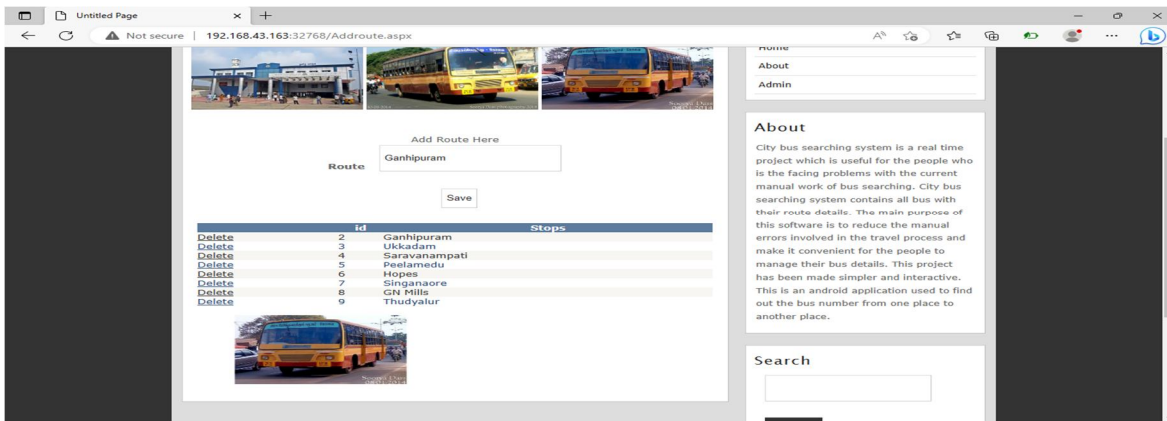 Untitled Page
Not secure | 192.168.43.163:32768/Addroute.aspx
Home
About
Admin
Add Route Here
Route
Ganhipuram
Save
id Stops
Delete 2 Ganhipuram
Delete 3 Ukkadam
Delete 4 Saravanampati
Delete 5 Peelamedu
Delete 6 Hopes
Delete 7 Singanaore
Delete 8 GN Mills
Delete 9 Thudyalur
About
City bus searching system is a real time
project which is useful for the people who
is the facing problems with the current
manual work of bus searching. City bus
searching system contains all bus with
their route details. The main purpose of
this software is to reduce the manual
errors involved in the travel process and
make it convenient for the people to
manage their bus details. This project
has been made simpler and interactive.
This is an android application used to find
out the bus number from one place to
another place.
Search